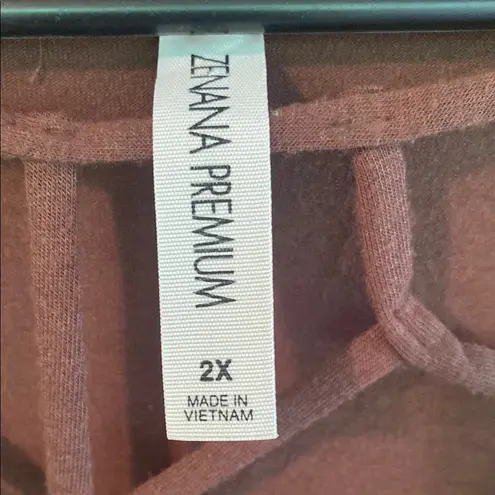 ZENANA PREMIUM
2X
MADE IN
VIETNAM